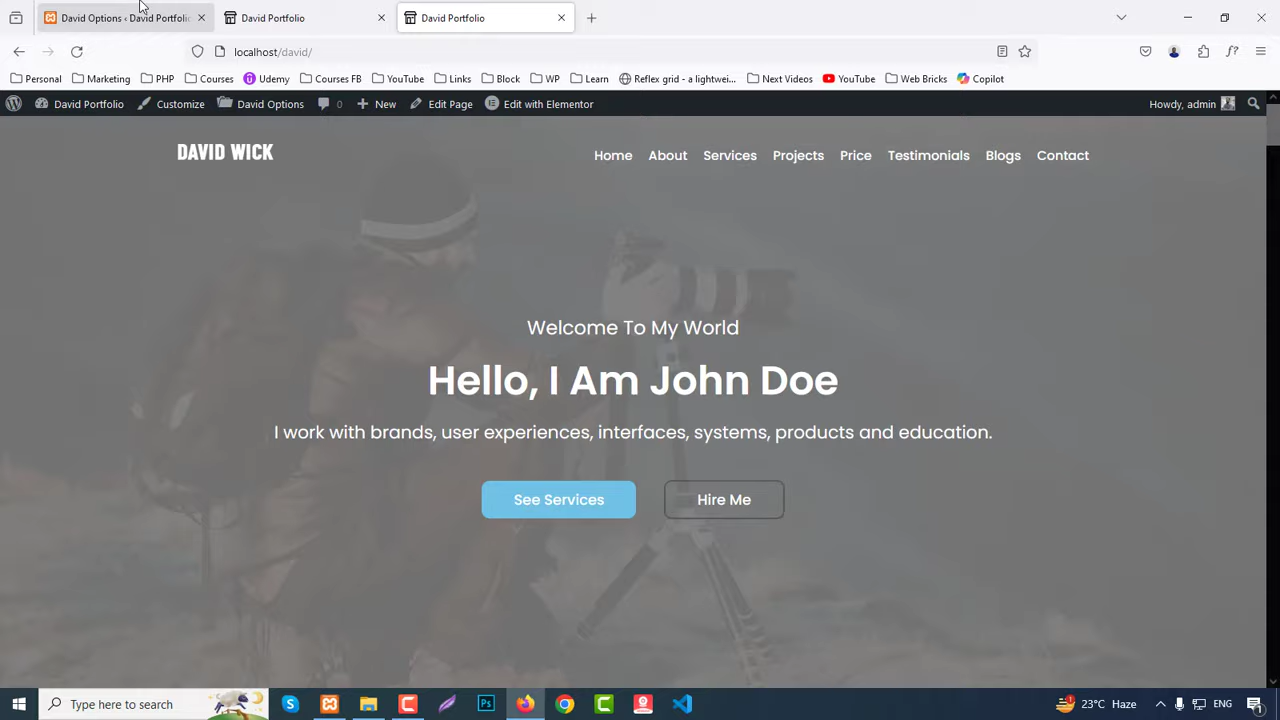 David Options ‹ David Portfolio
David Portfolio
David Portfolio
localhost/david/
Personal
Marketing
PHP
Courses
Udemy
Courses FB
YouTube
Links
Block
WP
Learn
Reflex grid - a lightwei...
Next Videos
YouTube
Web Bricks
Copilot
David Portfolio
Customize
David Options
0
New
Edit Page
Edit with Elementor
Howdy, admin
DAVID WICK
Home
About
Services
Projects
Price
Testimonials
Blogs
Contact
Welcome To My World
Hello, I Am John Doe
I work with brands, user experiences, interfaces, systems, products and education.
See Services
Hire Me
Type here to search
Ps
1
23°C Haze
ENG
1